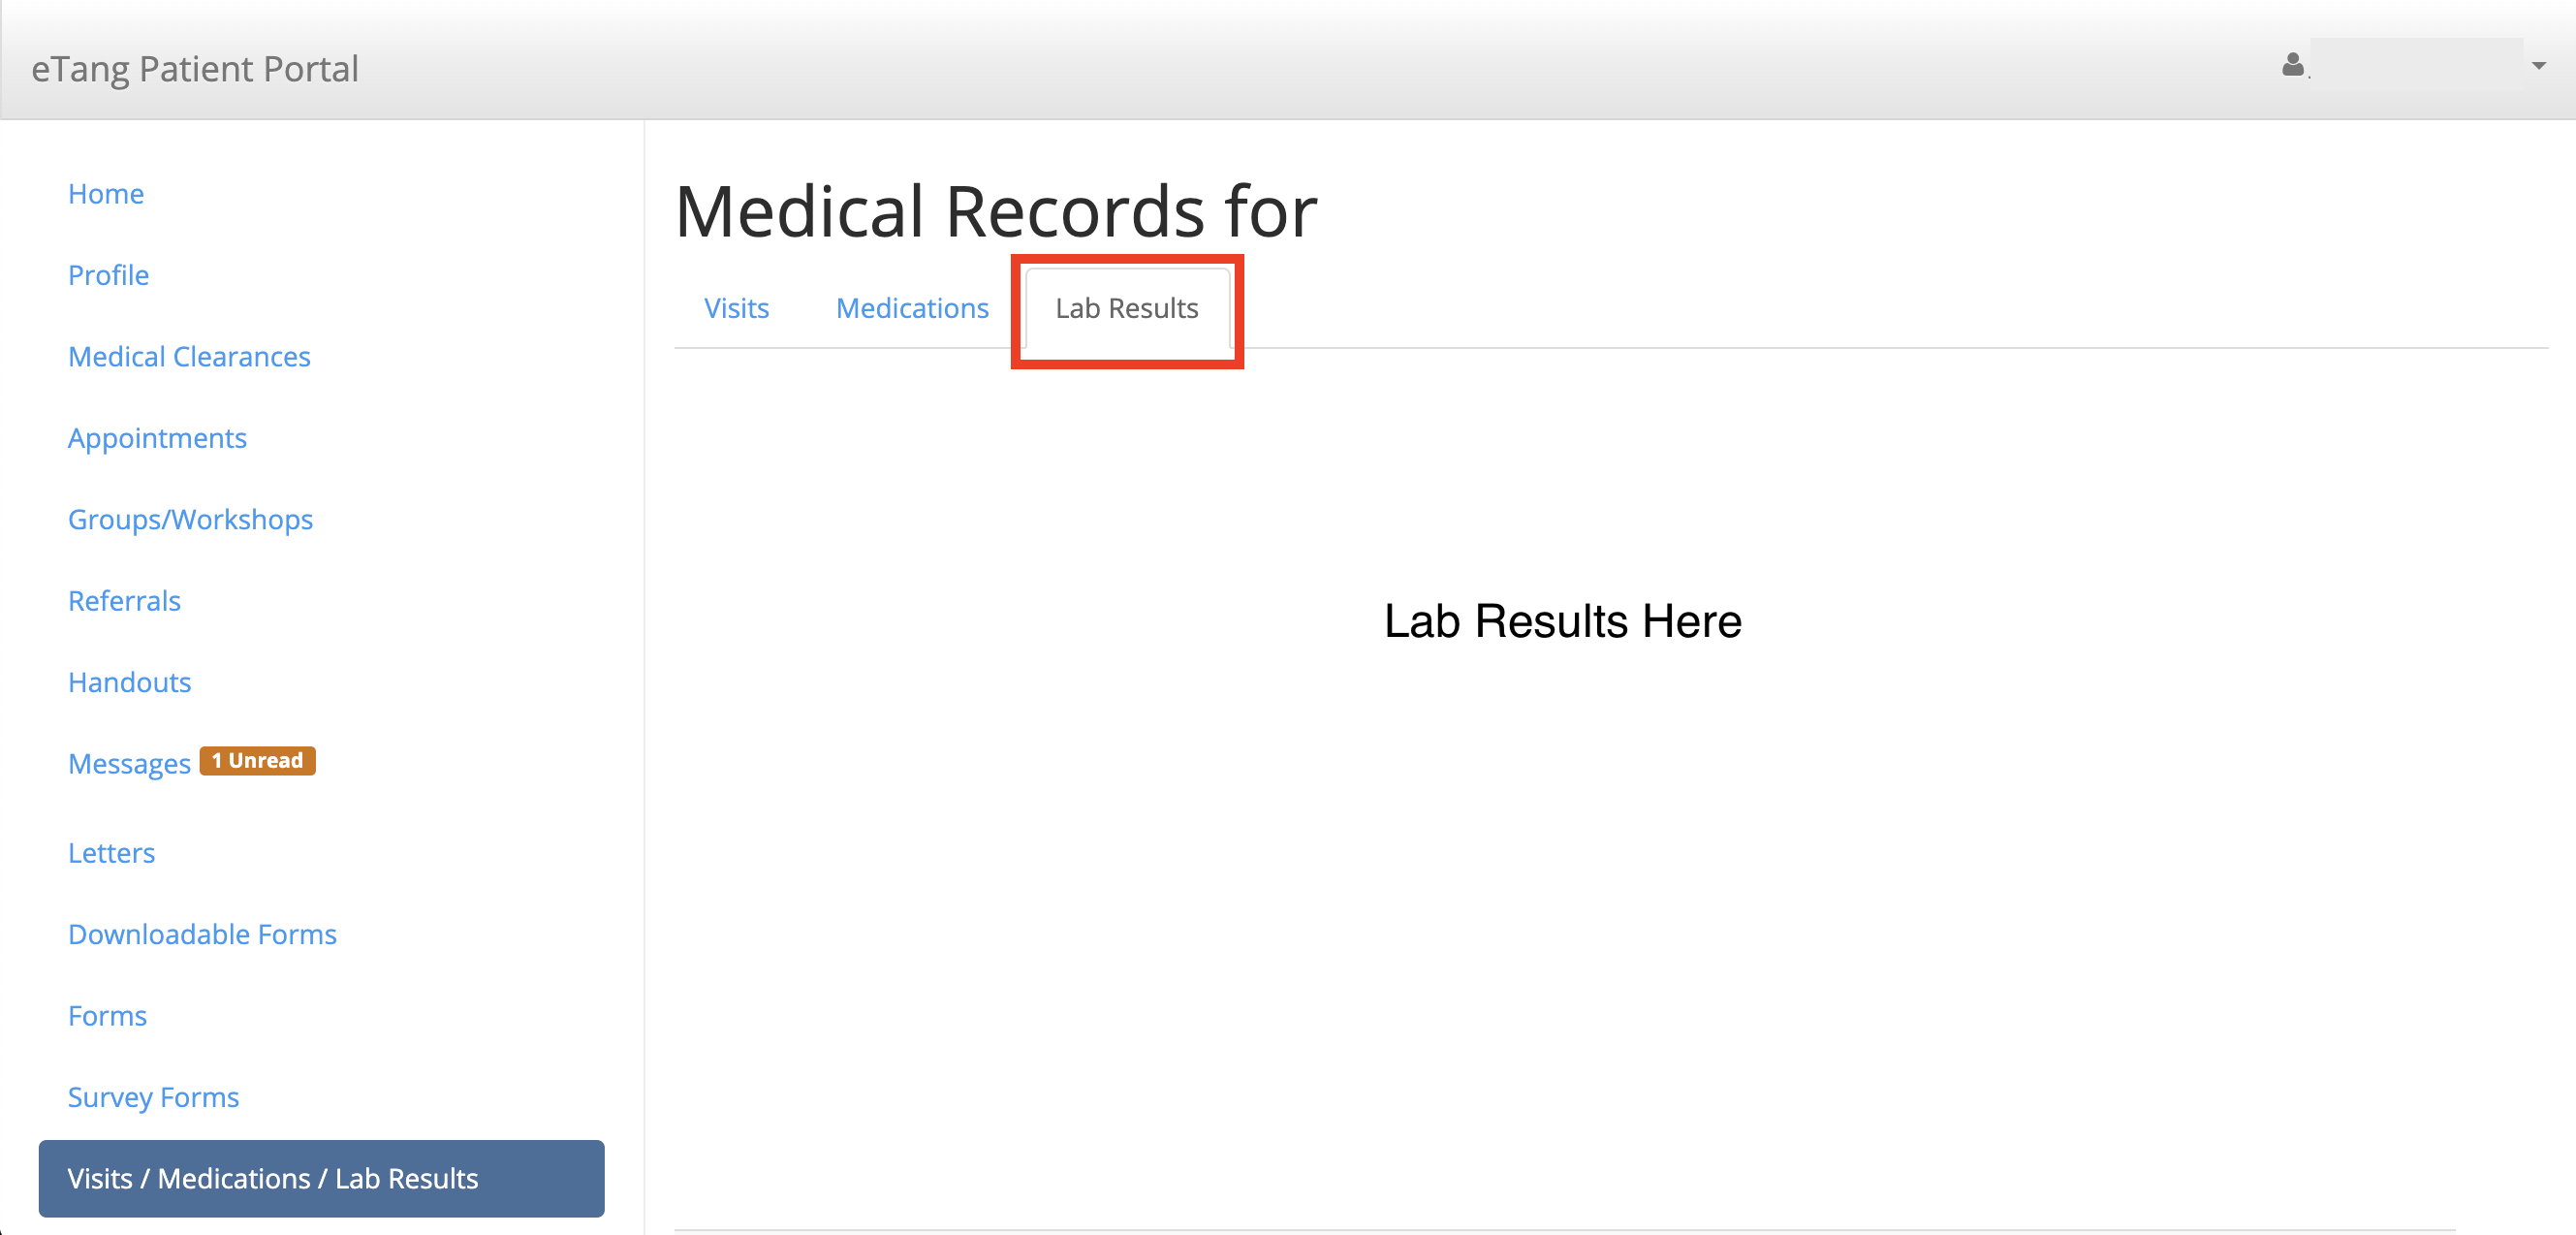 eTang Patient Portal
Home
Profile
Medical Clearances
Appointments
Groups/Workshops
Referrals
Handouts
Messages 1 Unread
Letters
Downloadable Forms
Forms
Survey Forms
Visits / Medications / Lab Results
Medical Records for
Visits Medications Lab Results
Lab Results Here